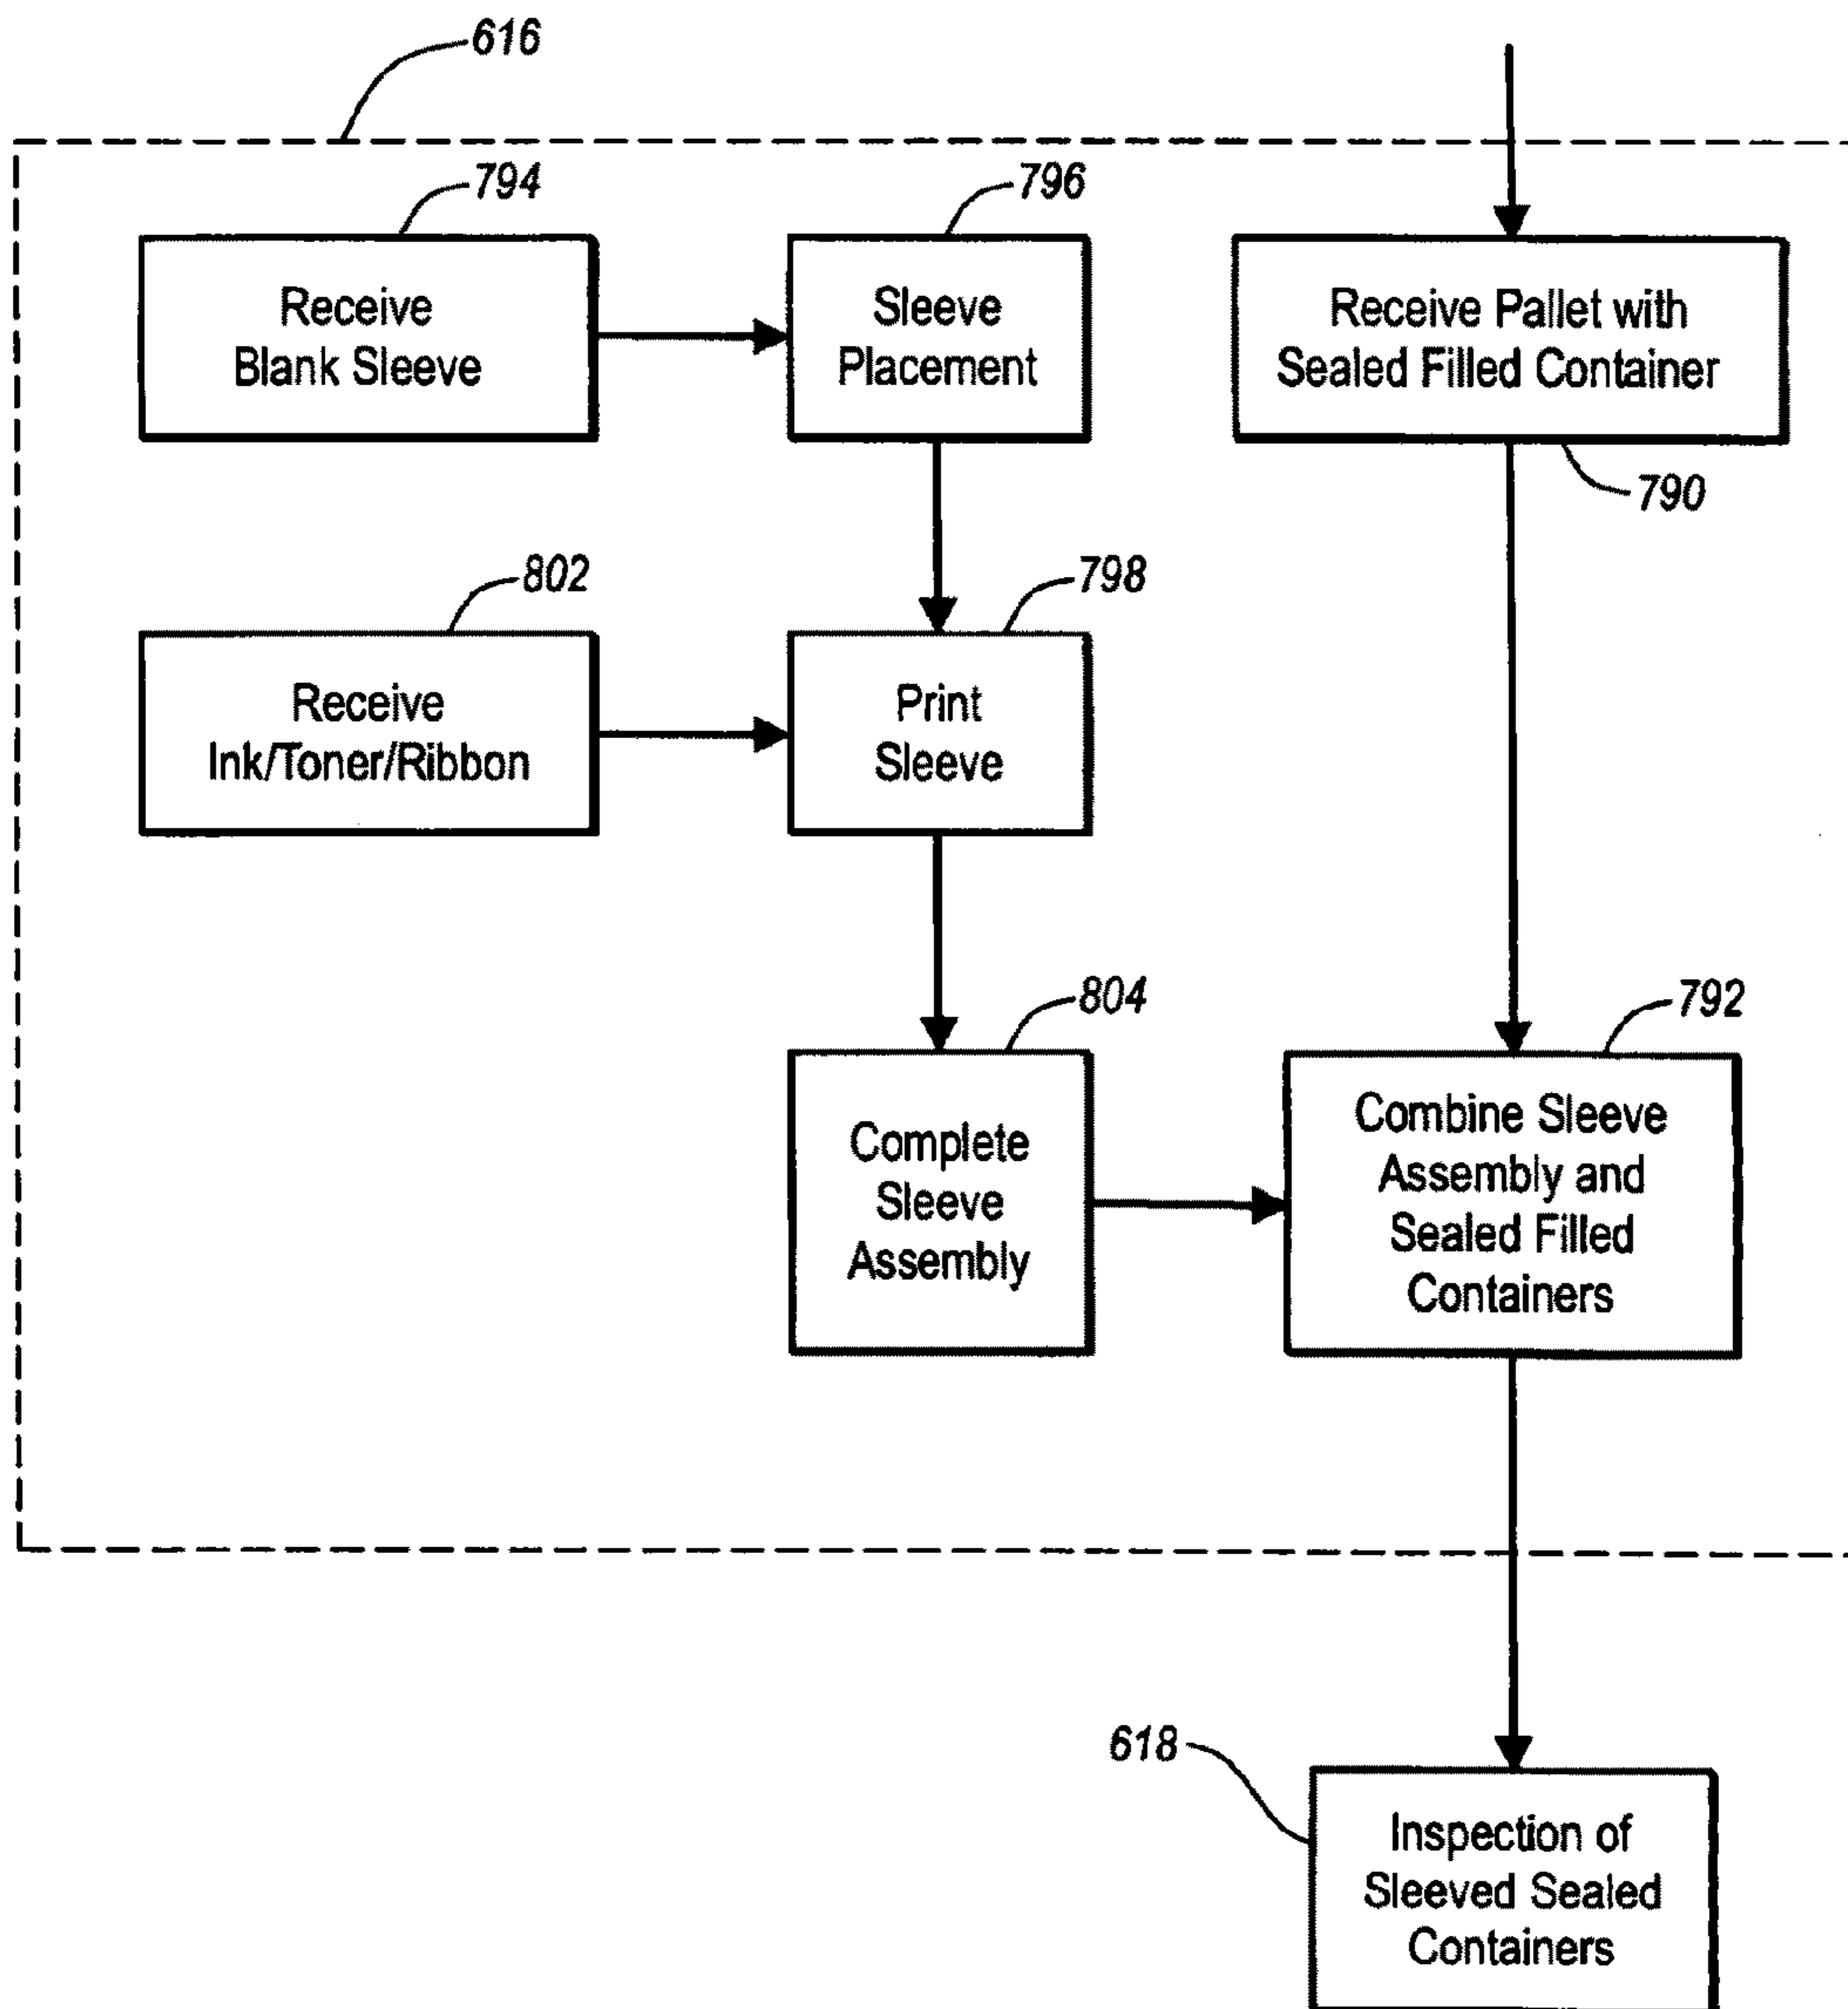 616
794
796
Receive
Blank Sleeve
Sleeve
Placement
Receive Pallet with
Sealed Filled Container
790
802
798
Receive
Ink/Toner/Ribbon
Print
Sleeve
804
792
Complete
Sleeve
Assembly
Combine Sleeve
Assembly and
Sealed Filled
Containers
618
Inspection of
Sleeved Sealed
Containers